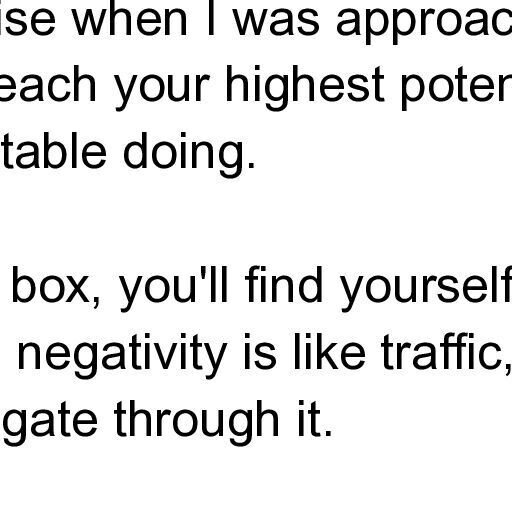 ise when I was approac
each your highest poten
table doing.
box, you'll find yourself
negativity is like traffic,
gate through it.